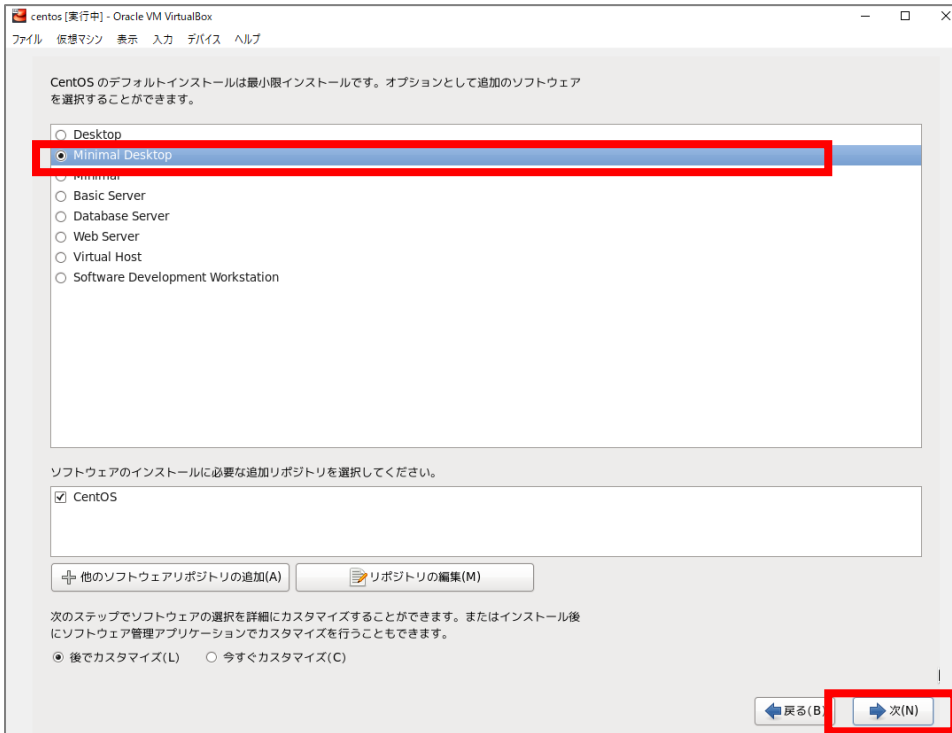 centos [実行中] - Oracle VM VirtualBox
ファイル 仮想マシン 表示 入力 デバイス ヘルプ
CentOS のデフォルトインストールは最小限インストールです。オプションとして追加のソフトウェア
を選択することができます。
Desktop
Minimal Desktop
Minimal
Basic Server
Database Server
Web Server
Virtual Host
Software Development Workstation
ソフトウェアのインストールに必要な追加リポジトリを選択してください。
CentOS
他のソフトウェアリポジトリの追加(A) リポジトリの編集(M)
次のステップでソフトウェアの選択を詳細にカスタマイズすることができます。またはインストール後
にソフトウェア管理アプリケーションでカスタマイズを行うこともできます。
後でカスタマイズ(L) 今すぐカスタマイズ(C)
戻る(B) 次(N)